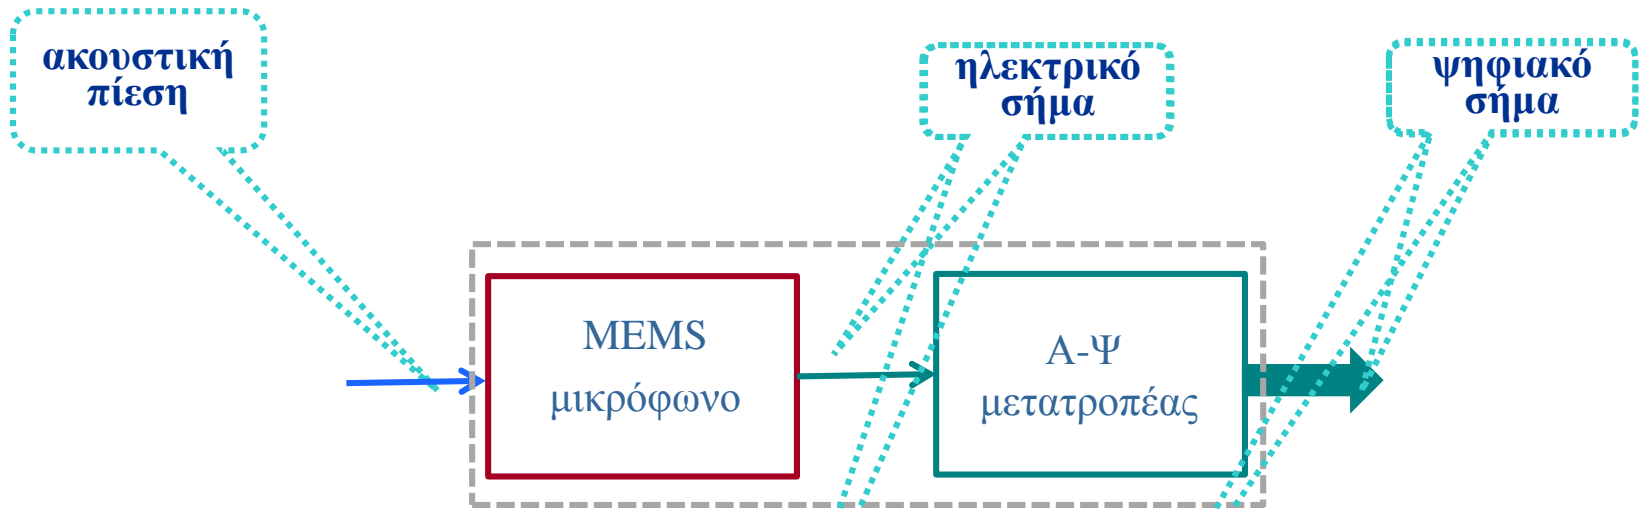 ακουστική
πίεση
ηλεκτρικό
σήμα
ψηφιακό
σήμα
MEMS
μικρόφωνο
Α-Ψ
μετατροπέας